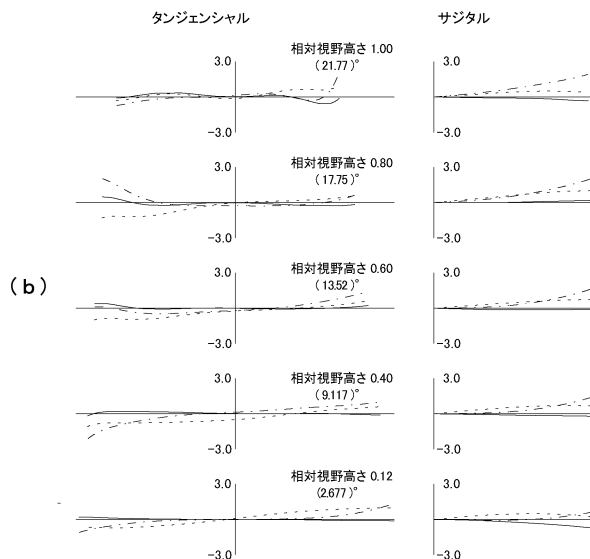 タンジェンシャル サジタル
相対視野高さ 1.00
3.0 (21.77)° 3.0
-3.0 -3.0
相対視野高さ 0.80
3.0 (17.75)° 3.0
-3.0 -3.0
(b)
相対視野高さ 0.60
3.0 (13.52)° 3.0
-3.0 -3.0
相対視野高さ 0.40
3.0 (9.117)° 3.0
-3.0 -3.0
相対視野高さ 0.12
3.0 (2.677)° 3.0
-3.0 -3.0